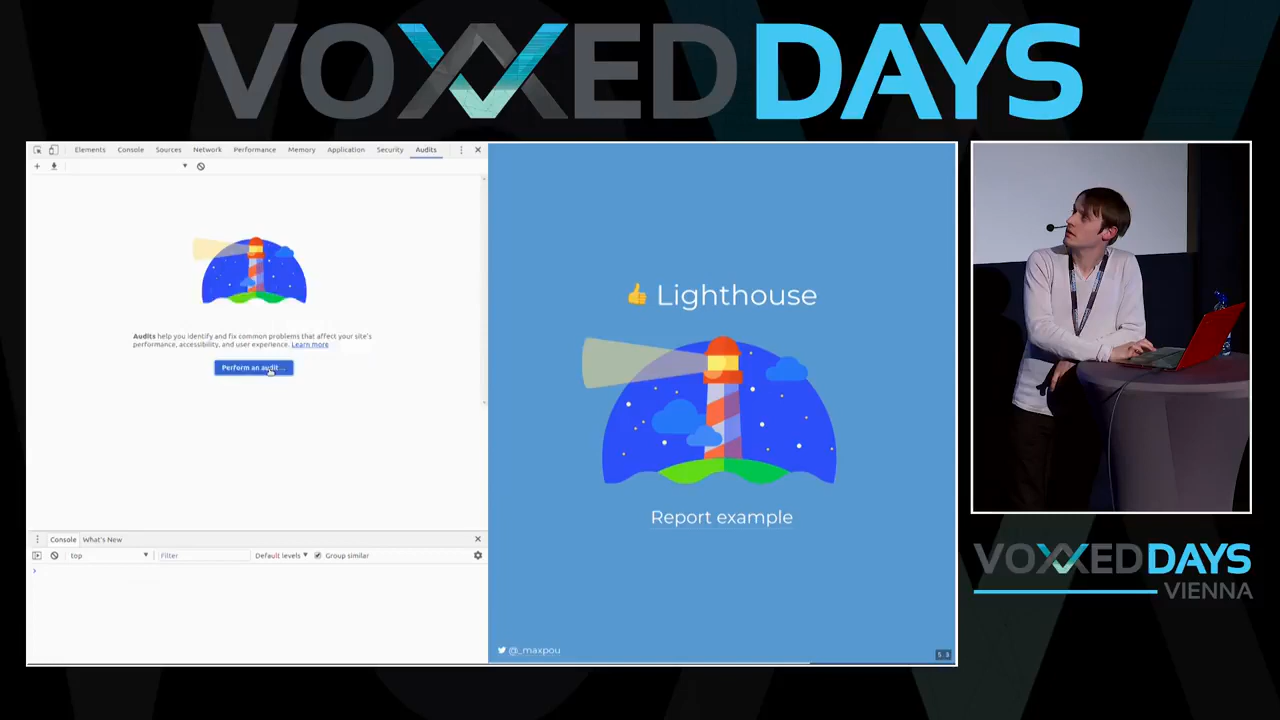 VOXXED DAYS
Elements Console Sources Network Performance Memory Application Security Audits
Lighthouse
Audits help you identify and fix common problems that affect your site's
performance, accessibility, and user experience. Learn more
Perform an audit...
Report example
Console What's New
top Filter Default levels Group similar
@_maxpou
5 3
VOXXED DAYS
VIENNA